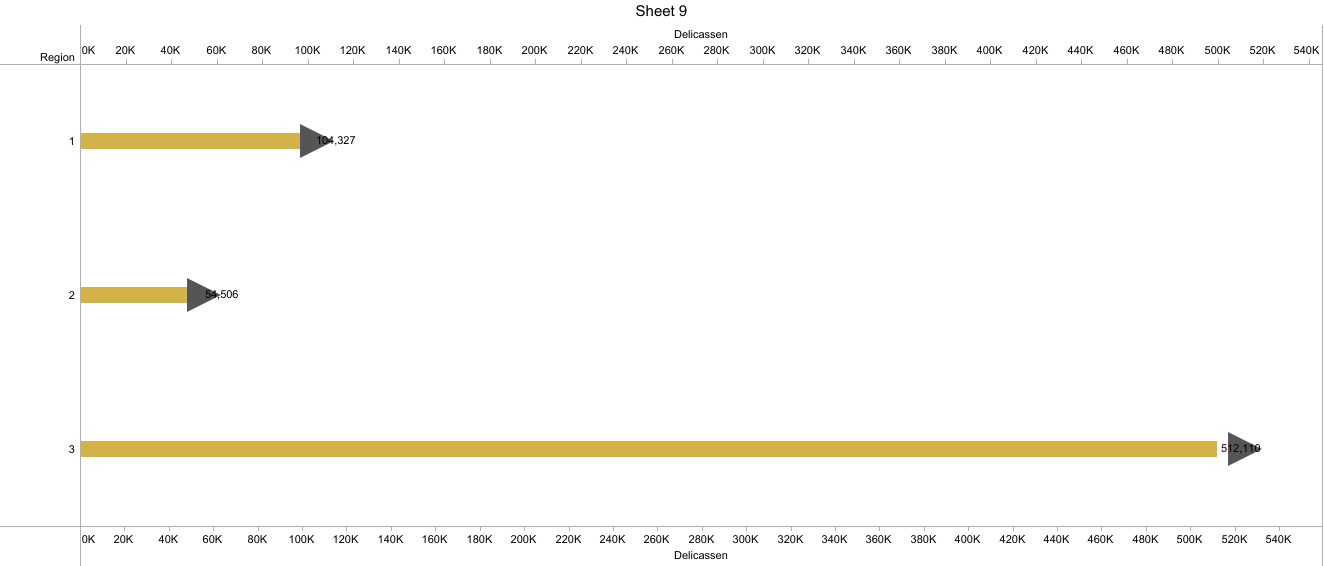 Sheet 9
Delicassen
Region 0K 20K 40K 60K 80K 100K 120K 140K 160K 180K 200K 220K 240K 260K 280K 300K 320K 340K 360K 380K 400K 420K 440K 460K 480K 500K 520K 540K
1 104,327
2 54,506
3 512,110
0K 20K 40K 60K 80K 100K 120K 140K 160K 180K 200K 220K 240K 260K 280K 300K 320K 340K 360K 380K 400K 420K 440K 460K 480K 500K 520K 540K
Delicassen